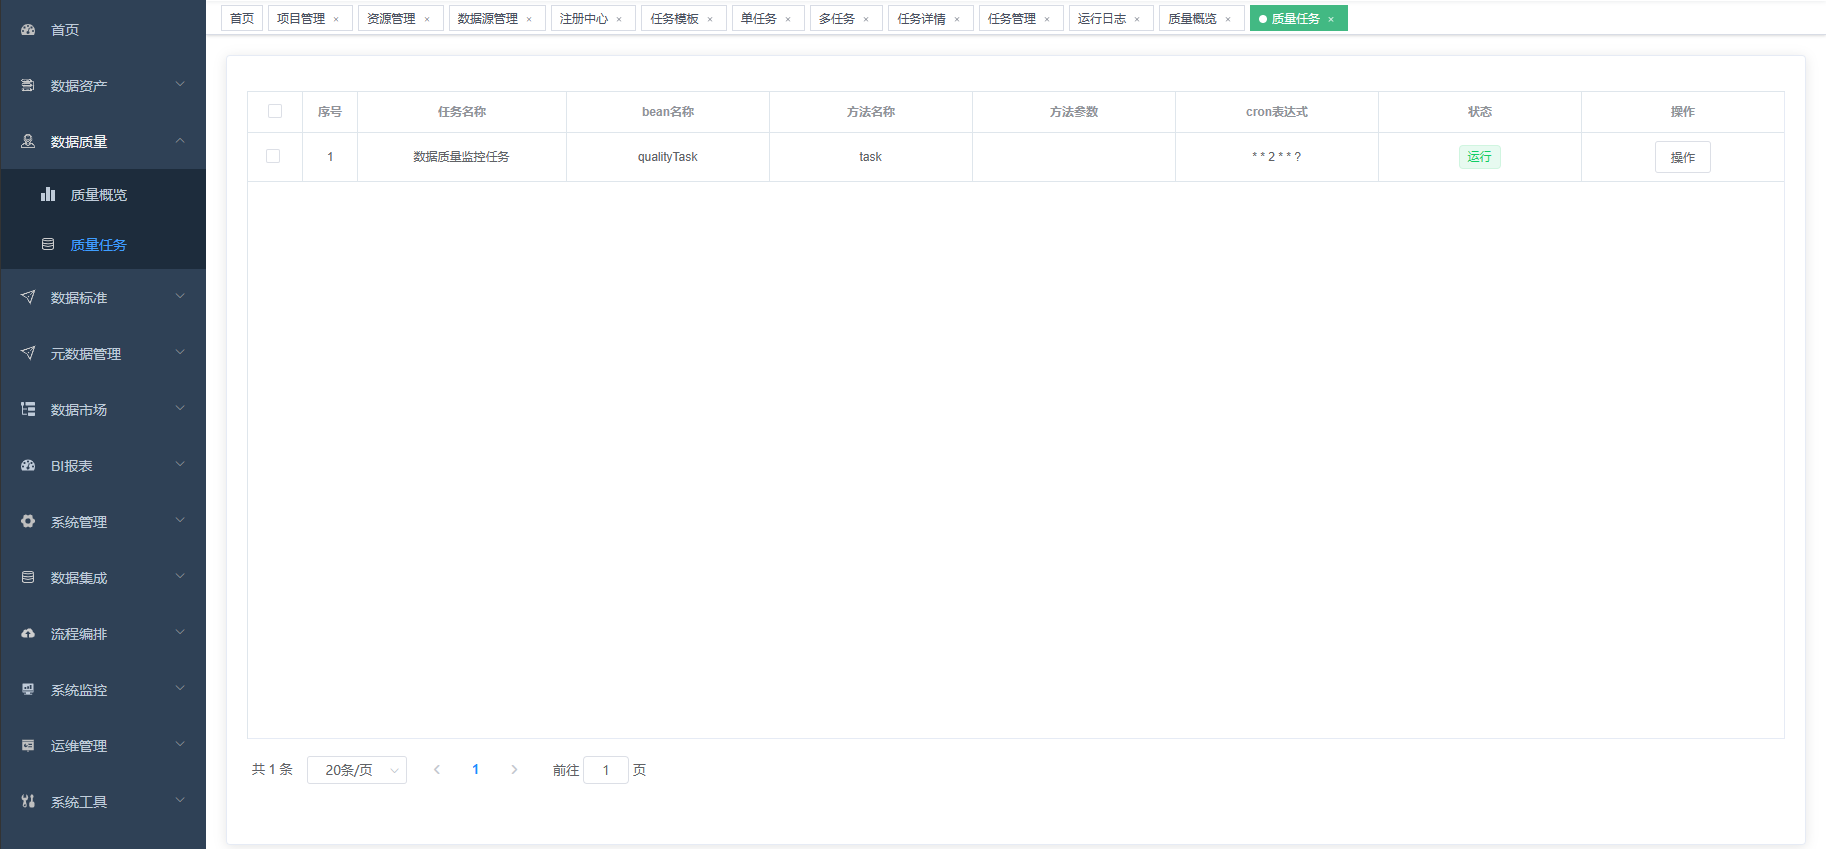 首页
数据资产
数据质量
质量概览
质量任务
数据标准
元数据管理
数据市场
BI报表
系统管理
数据集成
流程编排
系统监控
运维管理
系统工具
首页 项目管理 × 资源管理 × 数据源管理 × 注册中心 × 任务模板 × 单任务 × 多任务 × 任务详情 × 任务管理 × 运行日志 × 质量概览 × 质量任务 ×
序号 任务名称 bean名称 方法名称 方法参数 cron表达式 状态 操作
1 数据质量监控任务 qualityTask task * * 2 * * ? 运行 操作
共 1 条 20条/页 1 前往 1 页